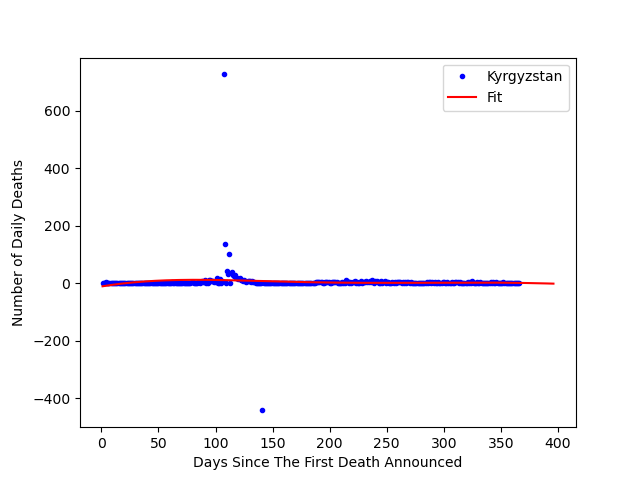 Kyrgyzstan
Fit
Number of Daily Deaths
600
400
200
0
−200
−400
0 50 100 150 200 250 300 350 400
Days Since The First Death Announced